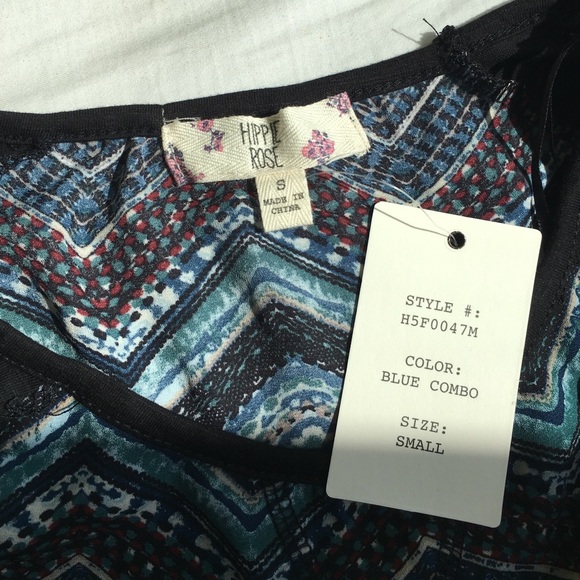 HIPPIE
ROSE
S
MADE IN
CHINA
STYLE #:
H5F0047M
COLOR:
BLUE COMBO
SIZE:
SMALL